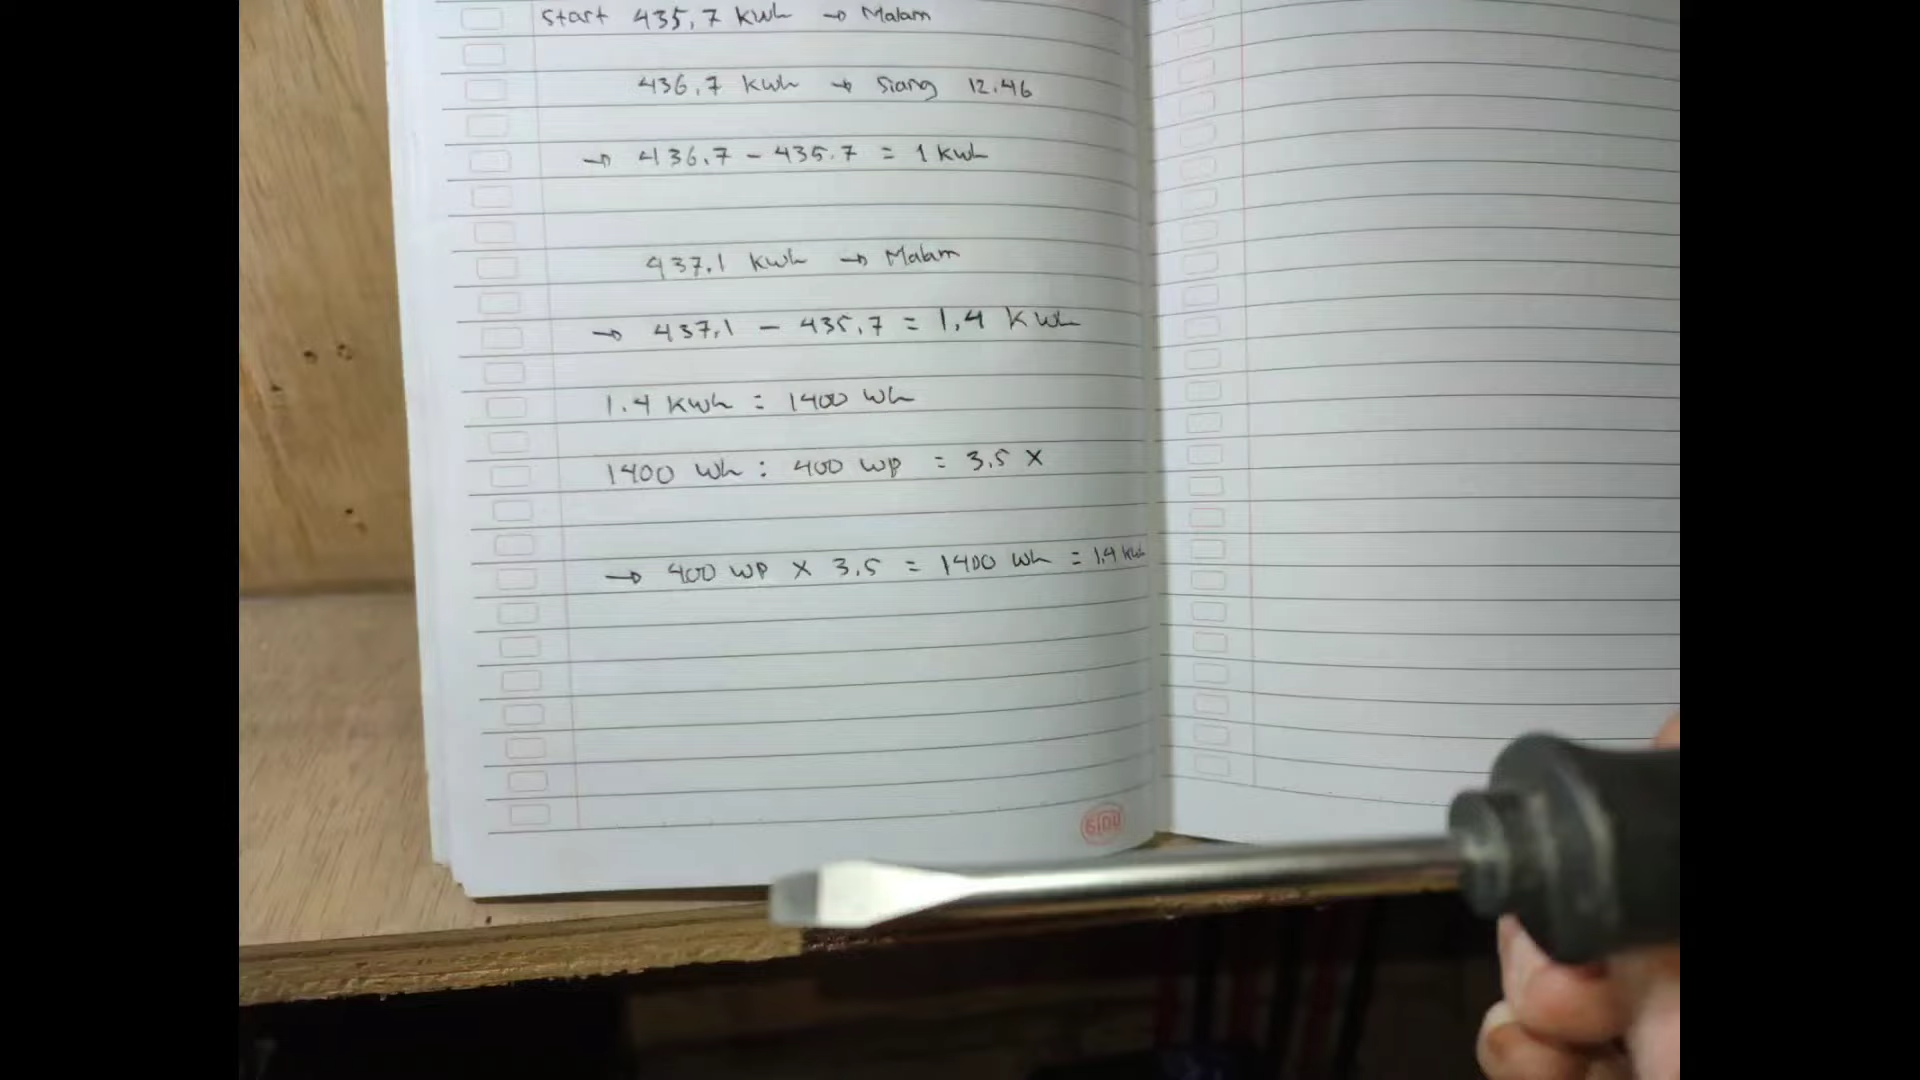 start 435,7 kwh → Malam
436,7 kwh → siang 12.46
→ 436.7 - 435.7 = 1 kwh
437.1 kwh → Malam
→ 437,1 - 435,7 = 1,4 kwh
1.4 kwh = 1400 wh
1400 wh : 400 wp = 3.5 x
→ 400 wp x 3,5 = 1400 wh = 1.4 kwh
SIDU